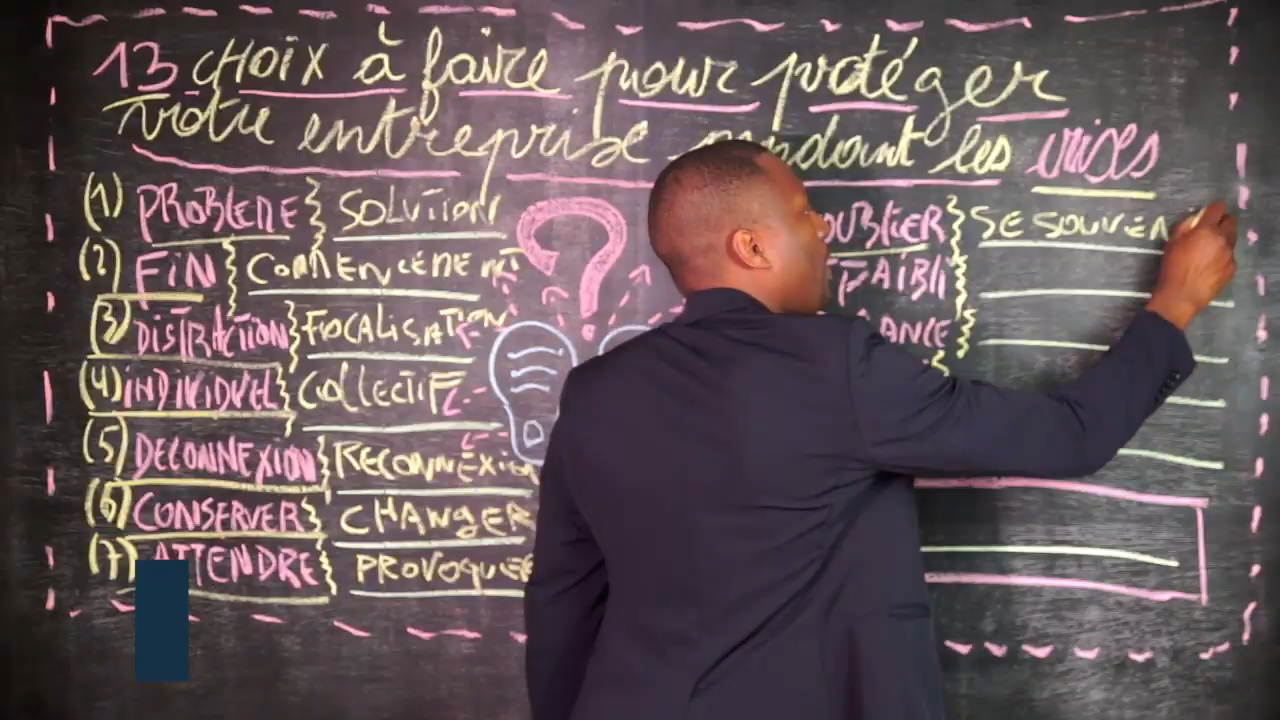 13 choix à faire pour protéger
votre entreprise pendant les crises
(1) PROBLEME } SOLUTION
(2) FIN } COMMENCEMENT
(3) DISTRACTION } FOCALISATION
(4) INDIVIDUEL } COLLECTIF
(5) DECONNEXION } RECONNEXION
(6) CONSERVER } CHANGER
(7) ATTENDRE } PROVOQUER
?
OUBLIER } SE SOUVEN